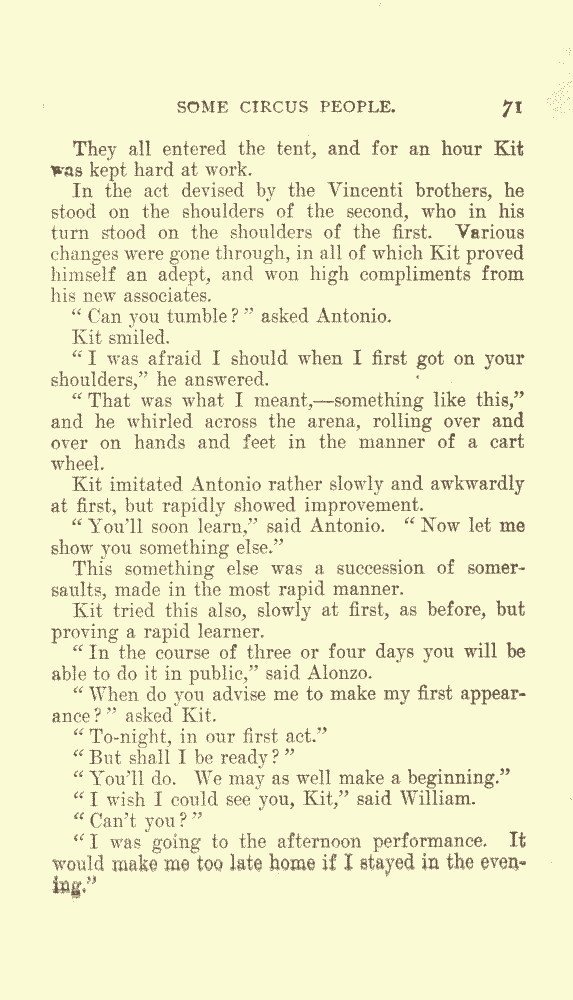 SOME CIRCUS PEOPLE. 71
They all entered the tent, and for an hour Kit
was kept hard at work.
In the act devised by the Vincenti brothers, he
stood on the shoulders of the second, who in his
turn stood on the shoulders of the first. Various
changes were gone through, in all of which Kit proved
himself an adept, and won high compliments from
his new associates.
“Can you tumble?” asked Antonio.
Kit smiled.
“I was afraid I should when I first got on your
shoulders,” he answered.
“That was what I meant,—something like this,”
and he whirled across the arena, rolling over and
over on hands and feet in the manner of a cart
wheel.
Kit imitated Antonio rather slowly and awkwardly
at first, but rapidly showed improvement.
“You’ll soon learn,” said Antonio. “Now let me
show you something else.”
This something else was a succession of somer-
saults, made in the most rapid manner.
Kit tried this also, slowly at first, as before, but
proving a rapid learner.
“In the course of three or four days you will be
able to do it in public,” said Alonzo.
“When do you advise me to make my first appear-
ance?” asked Kit.
“To-night, in our first act.”
“But shall I be ready?”
“You’ll do. We may as well make a beginning.”
“I wish I could see you, Kit,” said William.
“Can’t you?”
“I was going to the afternoon performance. It
would make me too late home if I stayed in the even-
ing.”